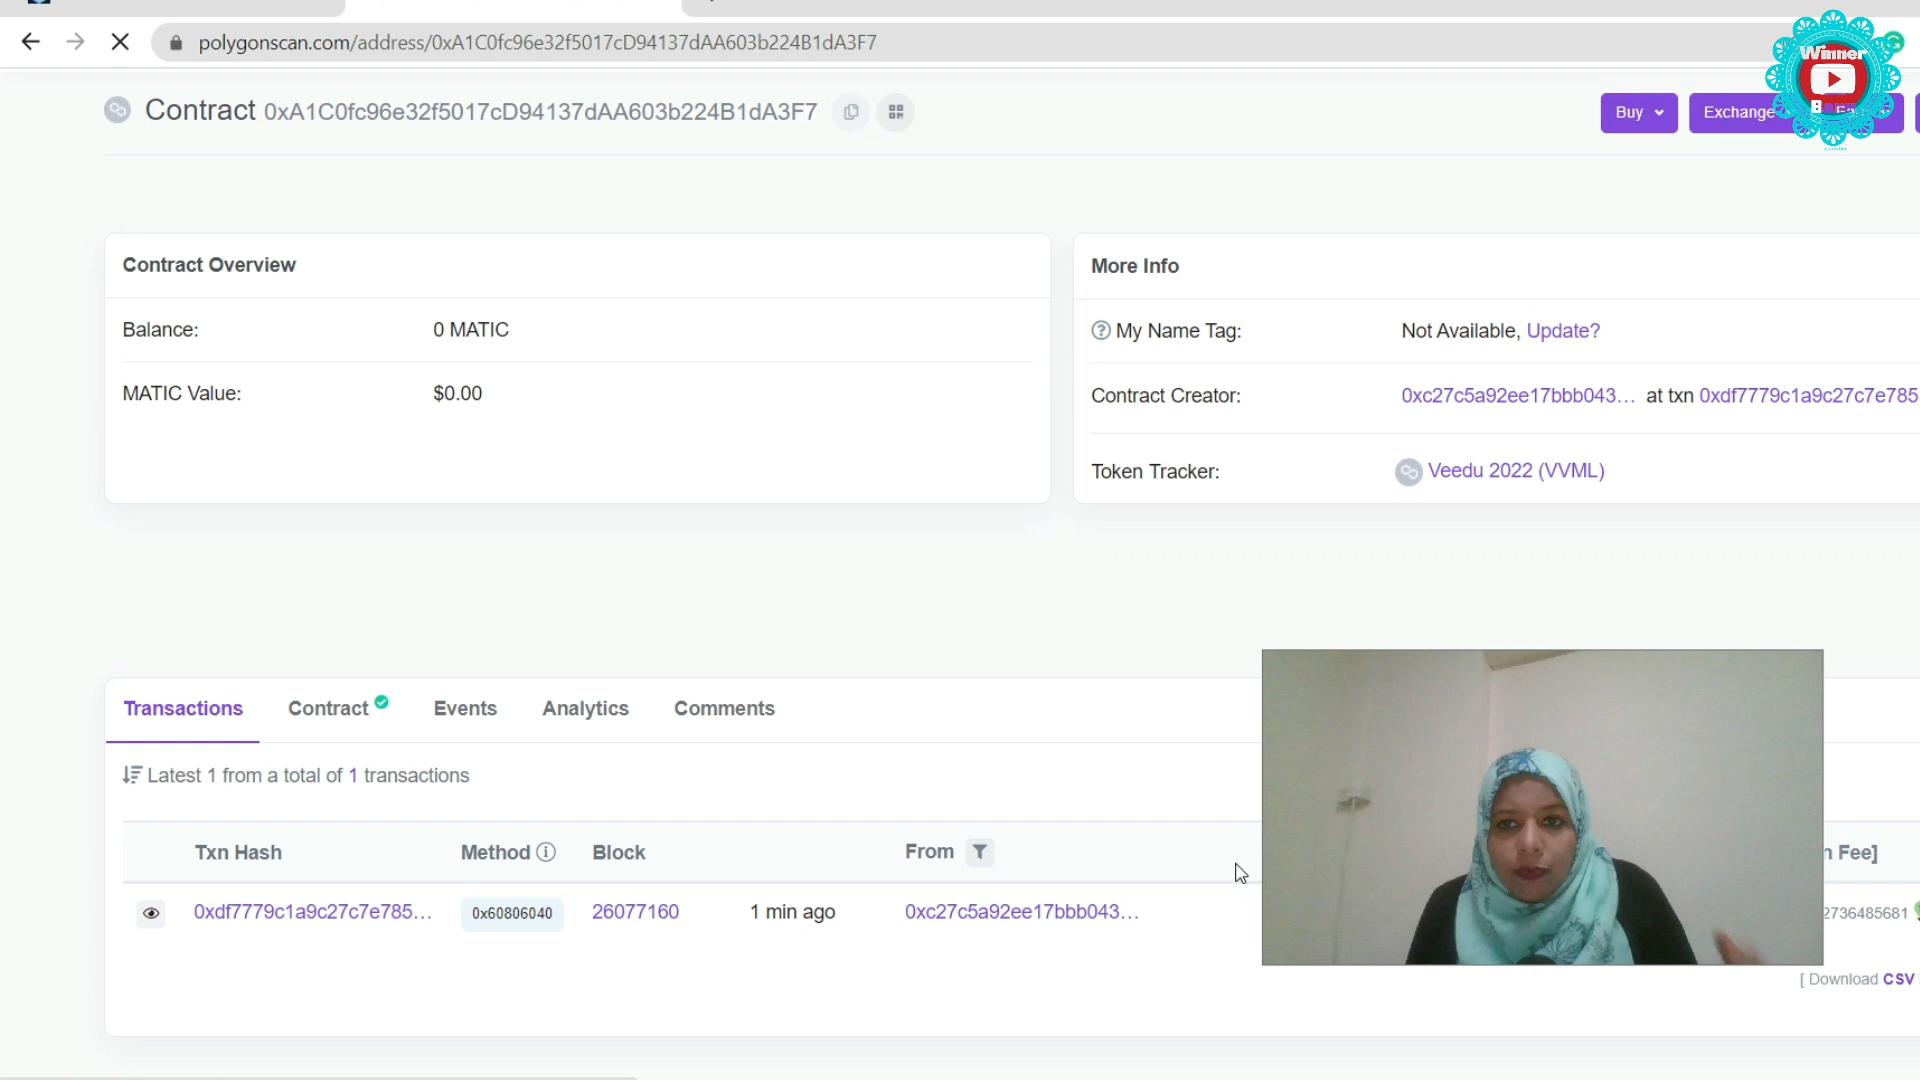 polygonscan.com/address/0xA1C0fc96e32f5017cD94137dAA603b224B1dA3F7
Winner
Contract 0xA1C0fc96e32f5017cD94137dAA603b224B1dA3F7
Buy
Exchange
Contract Overview
Balance: 0 MATIC
MATIC Value: $0.00
More Info
My Name Tag: Not Available, Update?
Contract Creator: 0xc27c5a92ee17bbb043... at txn 0xdf7779c1a9c27c7e785
Token Tracker: Veedu 2022 (VVML)
Transactions Contract Events Analytics Comments
Latest 1 from a total of 1 transactions
Txn Hash Method Block From n Fee]
0xdf7779c1a9c27c7e785... 0x60806040 26077160 1 min ago 0xc27c5a92ee17bbb043... 2736485681
[ Download CSV